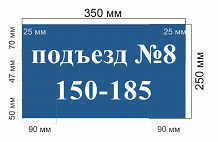 350 мм
25 мм 25 мм
70 мм
подъезд №8
47 мм
250 мм
150-185
50 мм
90 мм 90 мм